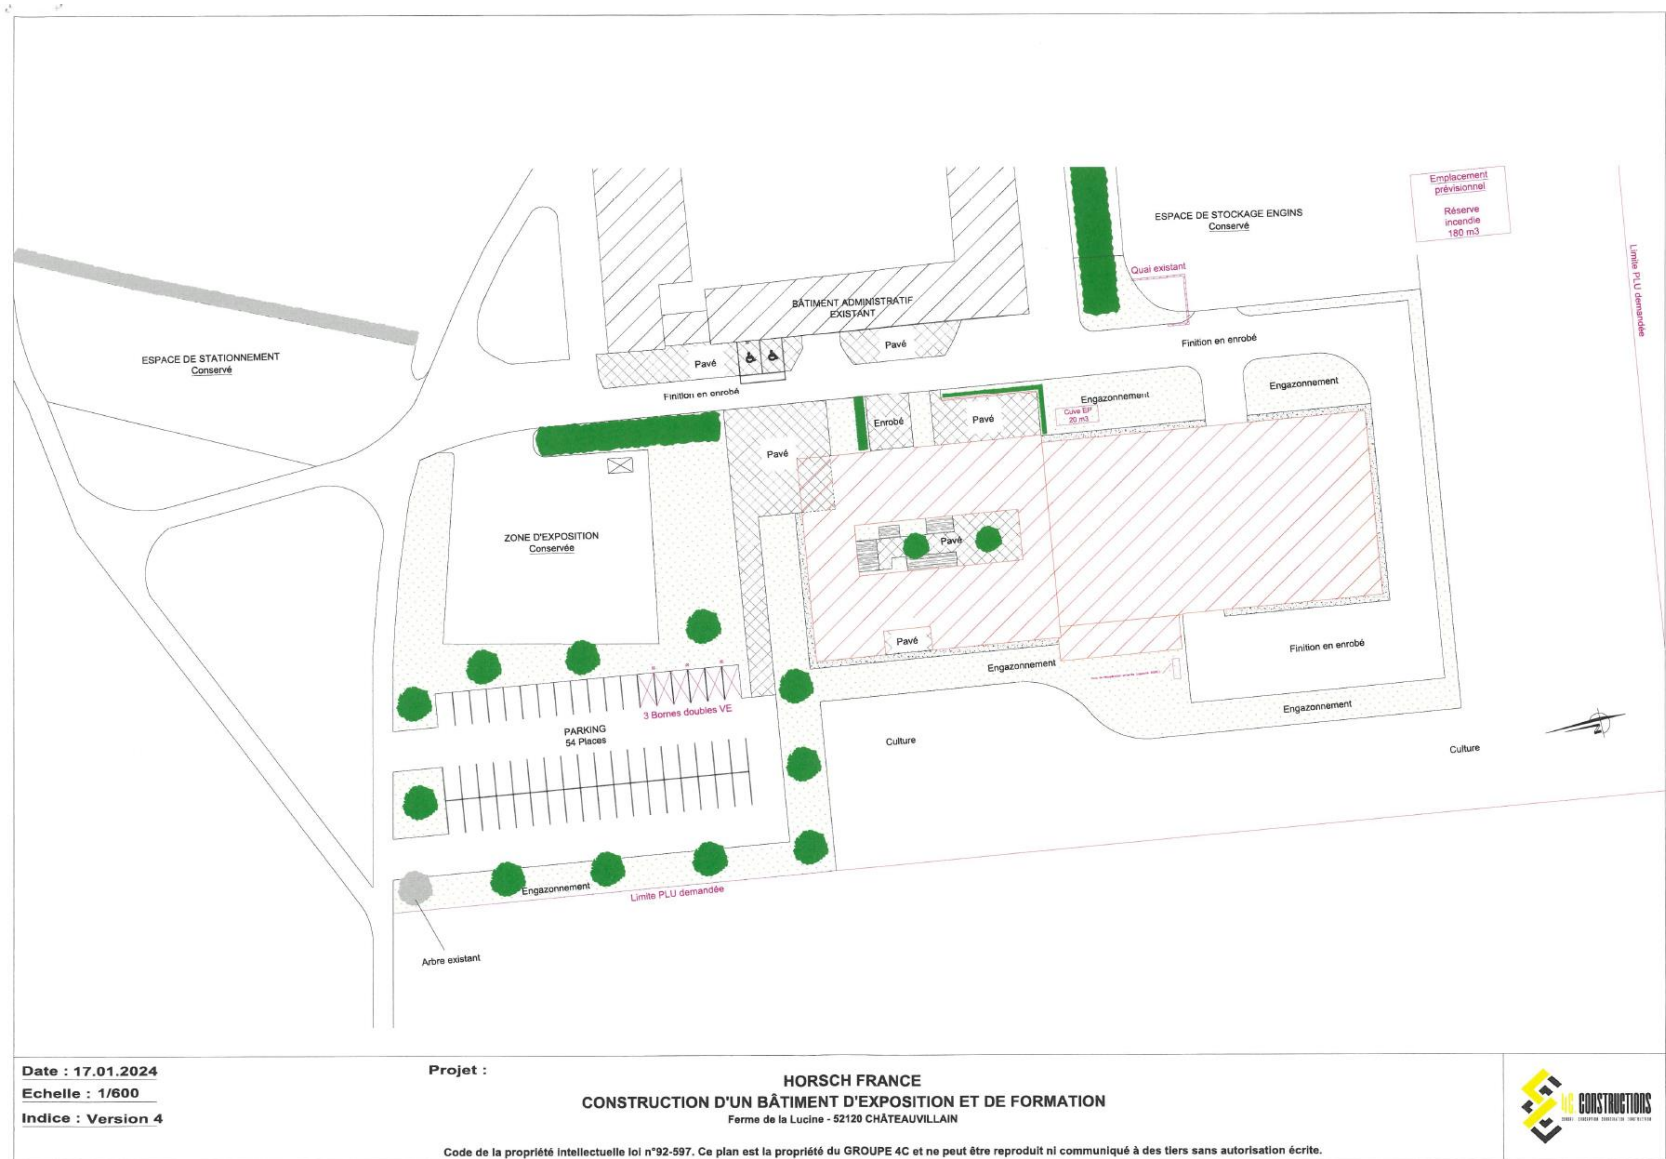 Emplacement
prévisionnel
Réserve
incendie
180 m3
ESPACE DE STOCKAGE ENGINS
Conservé
Limite PLU demandée
Quai existant
BÂTIMENT ADMINISTRATIF
EXISTANT
ESPACE DE STATIONNEMENT
Conservé
Pavé
Pavé
Finition en enrobé
Finition en enrobé
Engazonnement
Engazonnement
Cuve EP
20 m3
Enrobé
Pavé
Pavé
ZONE D'EXPOSITION
Conservée
Pavé
Pavé
Finition en enrobé
Engazonnement
Engazonnement
3 Bornes doubles VE
PARKING
54 Places
Culture
Culture
Engazonnement
Limite PLU demandée
Arbre existant
Date : 17.01.2024
Echelle : 1/600
Indice : Version 4
Projet :
HORSCH FRANCE
CONSTRUCTION D'UN BÂTIMENT D'EXPOSITION ET DE FORMATION
Ferme de la Lucine - 52120 CHÂTEAUVILLAIN
Code de la propriété intellectuelle loi n°92-597. Ce plan est la propriété du GROUPE 4C et ne peut être reproduit ni communiqué à des tiers sans autorisation écrite.
4C CONSTRUCTIONS